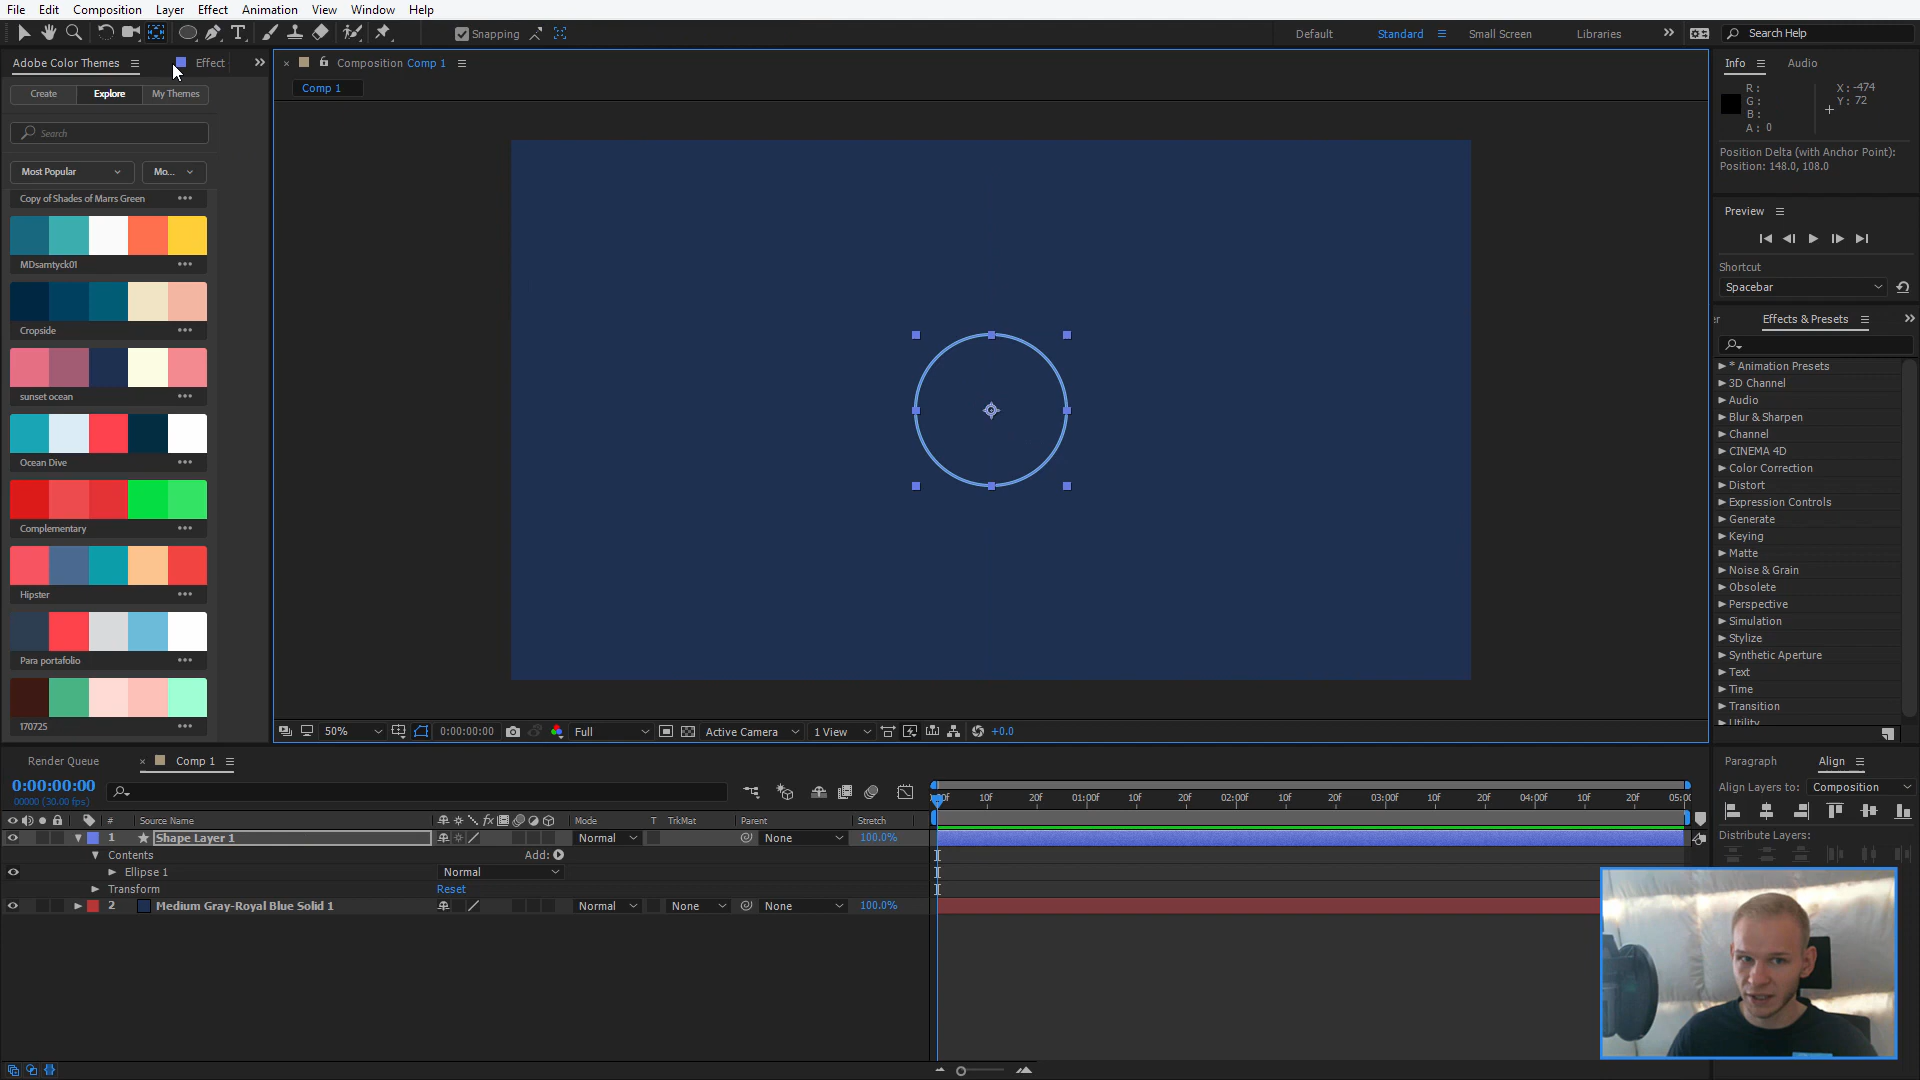 File Edit Composition Layer Effect Animation View Window Help
Snapping Default Standard Small Screen Libraries Search Help
Adobe Color Themes Effect
Composition Comp 1
Info Audio
Create Explore My Themes
Comp 1
R :
G :
B :
A : 0
X : -474
Y : 72
Search
Position Delta (with Anchor Point):
Position: 148.0, 108.0
Most Popular Mo...
Copy of Shades of Marrs Green
MDsamtyck01
Cropside
sunset ocean
Ocean Dive
Complementary
Hipster
Para portafolio
170725
Preview
Shortcut
Spacebar
Effects & Presets
* Animation Presets
3D Channel
Audio
Blur & Sharpen
Channel
CINEMA 4D
Color Correction
Distort
Expression Controls
Generate
Keying
Matte
Noise & Grain
Obsolete
Perspective
Simulation
Stylize
Synthetic Aperture
Text
Time
Transition
Utility
50% 0:00:00:00 Full Active Camera 1 View +0.0
Render Queue Comp 1
Paragraph Align
0:00:00:00
00000 (30.00 fps)
Align Layers to: Composition
10f 20f 01:00f 10f 20f 02:00f 10f 20f 03:00f 10f 20f 04:00f 10f 20f 05:00
# Source Name fx Mode T TrkMat Parent Stretch
Distribute Layers:
1 Shape Layer 1 Normal None 100.0%
Contents Add:
Ellipse 1 Normal
Transform Reset
2 Medium Gray-Royal Blue Solid 1 Normal None None 100.0%